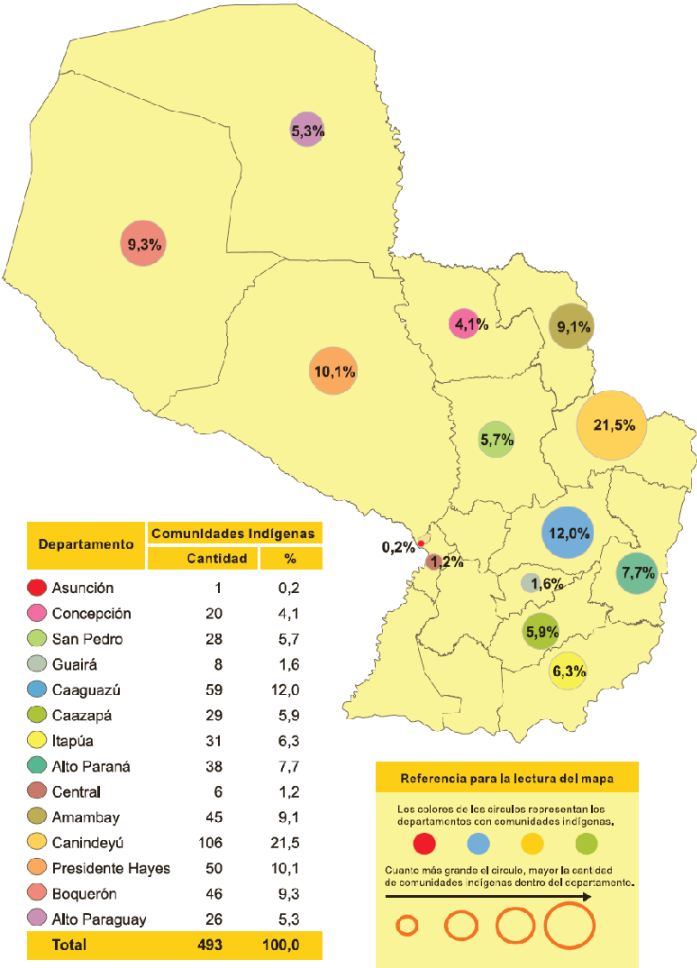 5,3%
9,3%
4,1%
9,1%
10,1%
21,5%
5,7%
12,0%
0,2%
1,2%
7,7%
1,6%
5,9%
6,3%
Departamento Comunidades Indígenas
Cantidad %
Asunción 1 0,2
Concepción 20 4,1
San Pedro 28 5,7
Guairá 8 1,6
Caaguazú 59 12,0
Caazapá 29 5,9
Itapúa 31 6,3
Alto Paraná 38 7,7
Central 6 1,2
Amambay 45 9,1
Canindeyú 106 21,5
Presidente Hayes 50 10,1
Boquerón 46 9,3
Alto Paraguay 26 5,3
Total 493 100,0
Referencia para la lectura del mapa
Los colores de los círculos representan los
departamentos con comunidades indígenas.
Cuanto más grande el círculo, mayor la cantidad
de comunidades indígenas dentro del departamento.